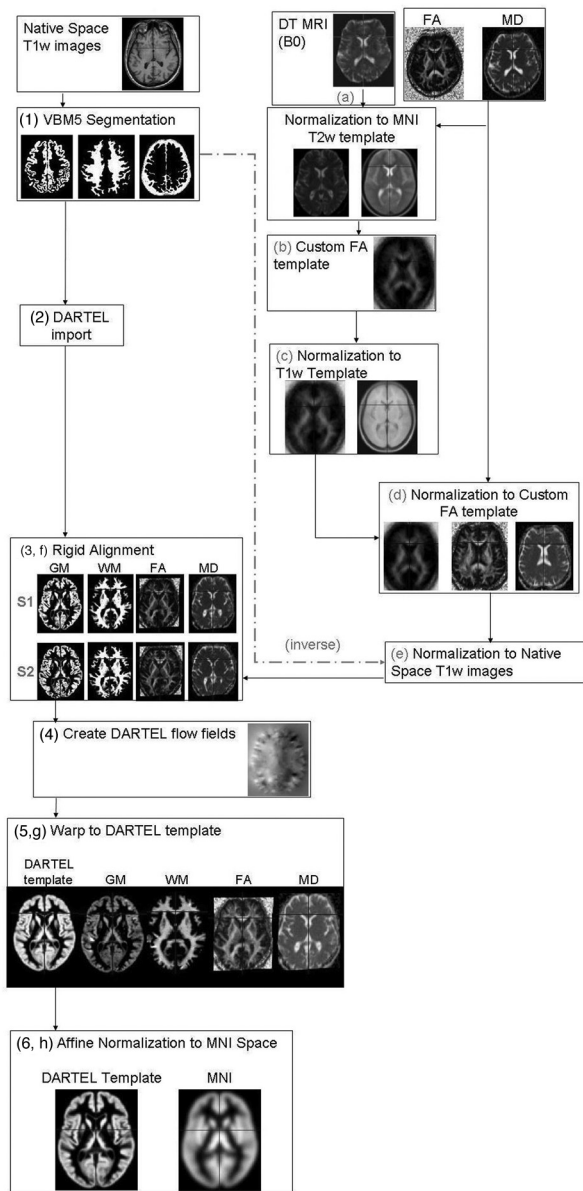 Native Space
T1w images
(1) VBM5 Segmentation
(2) DARTEL
import
DT MRI
(B0)
FA
MD
(a)
Normalization to MNI
T2w template
(b) Custom FA
template
(c) Normalization to
T1w Template
(d) Normalization to Custom
FA template
(inverse)
(e) Normalization to Native
Space T1w images
(3, f) Rigid Alignment
GM WM FA MD
S1
S2
(4) Create DARTEL flow fields
(5,g) Warp to DARTEL template
DARTEL
template GM WM FA MD
(6, h) Affine Normalization to MNI Space
DARTEL Template MNI